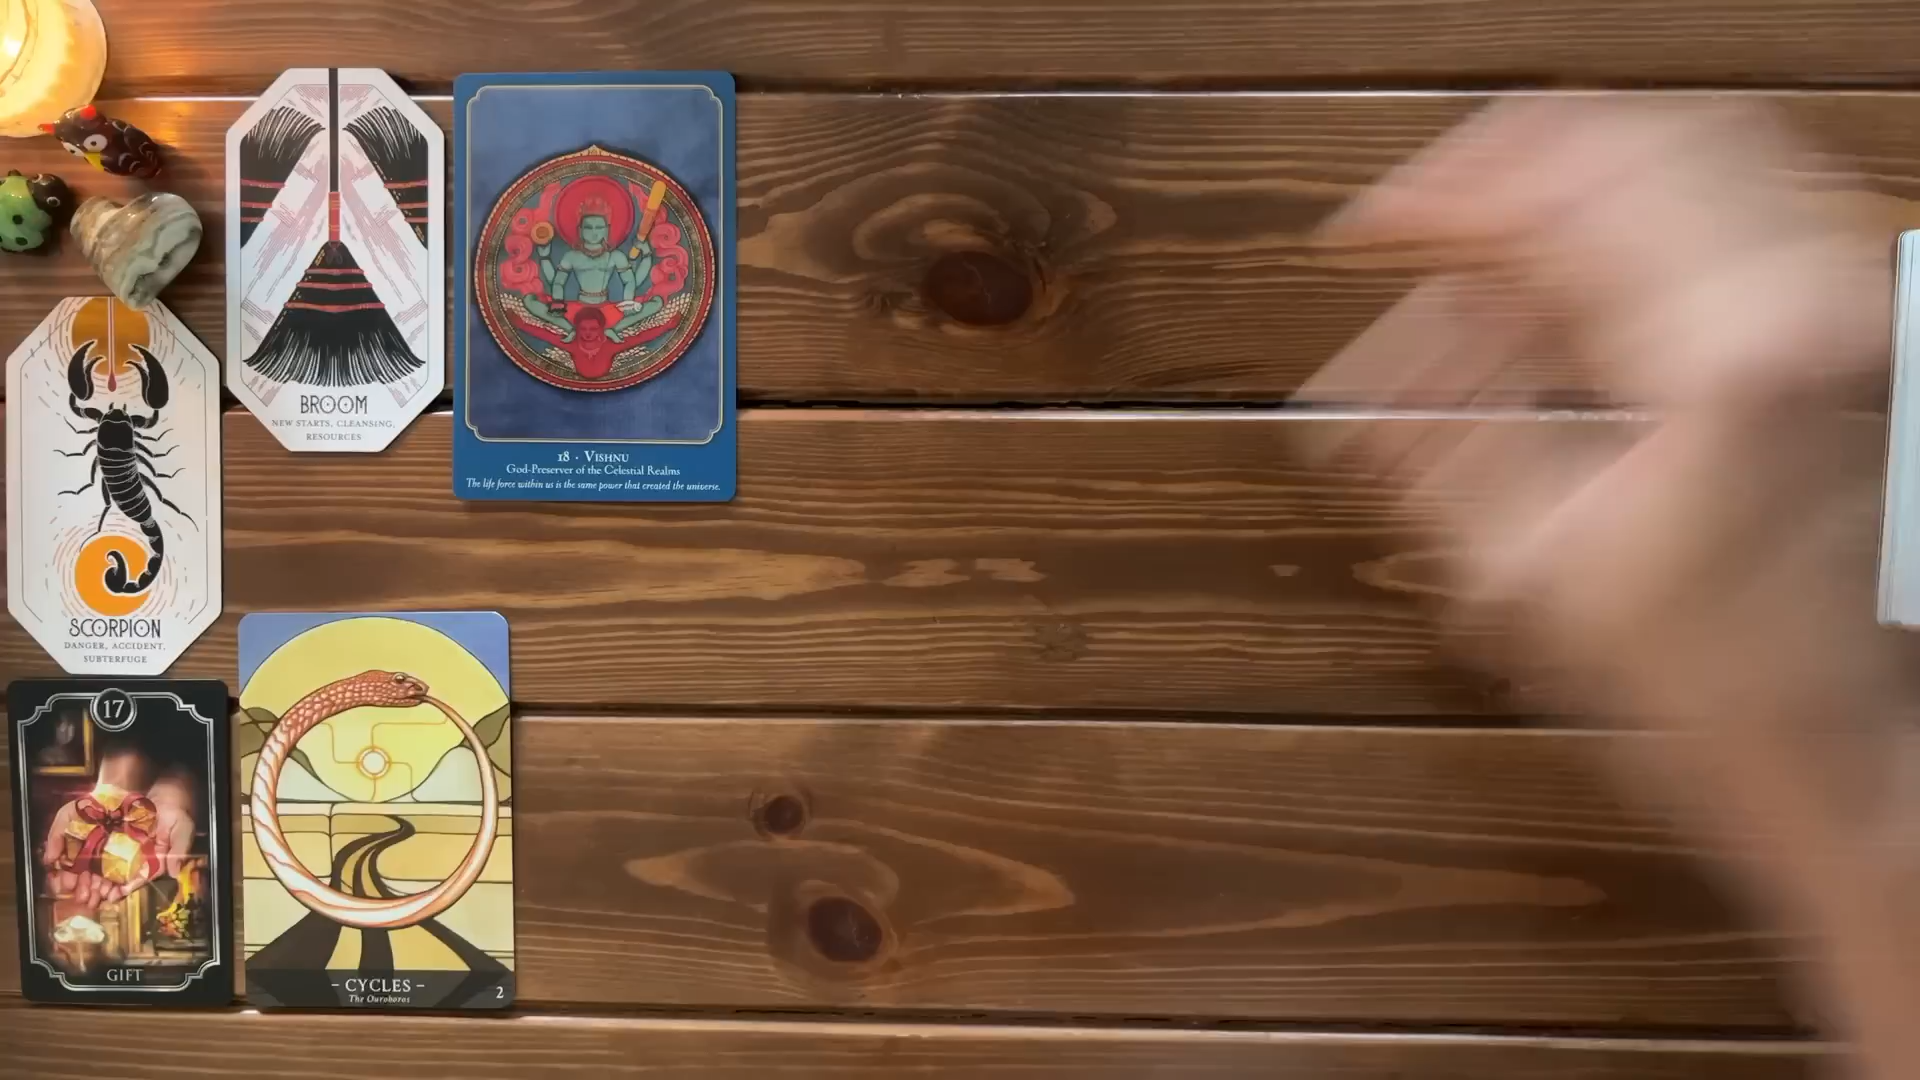 BROOM
NEW STARTS, CLEANSING,
RESOURCES
18 · VISHNU
God-Preserver of the Celestial Realms
The life force within us is the same power that created the universe.
SCORPION
DANGER, ACCIDENT,
SUBTERFUGE
17
GIFT
- CYCLES -
The Ouroboros
2